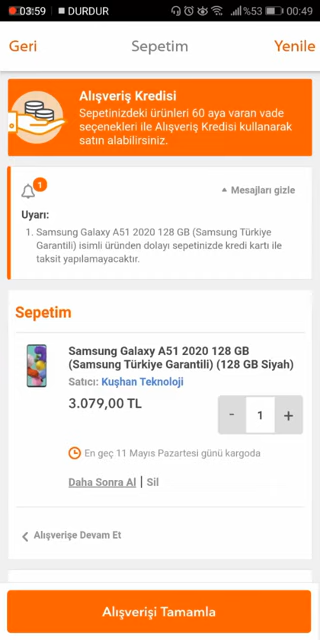 03:59 DURDUR %53 00:49
Geri Sepetim Yenile
Alışveriş Kredisi
Sepetinizdeki ürünleri 60 aya varan vade
seçenekleri ile Alışveriş Kredisi kullanarak
satın alabilirsiniz.
1
Mesajları gizle
Uyarı:
1. Samsung Galaxy A51 2020 128 GB (Samsung Türkiye
Garantili) isimli üründen dolayı sepetinizde kredi kartı ile
taksit yapılamayacaktır.
Sepetim
Samsung Galaxy A51 2020 128 GB
(Samsung Türkiye Garantili) (128 GB Siyah)
Satıcı: Kuşhan Teknoloji
3.079,00 TL
- 1 +
En geç 11 Mayıs Pazartesi günü kargoda
Daha Sonra Al | Sil
Alışverişe Devam Et
Alışverişi Tamamla